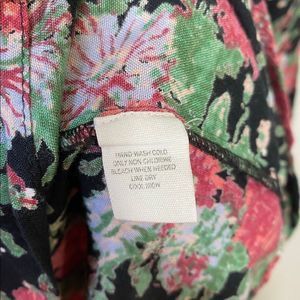 HAND WASH COLD
ONLY NON CHLORINE
BLEACH WHEN NEEDED
LINE DRY
COOL IRON